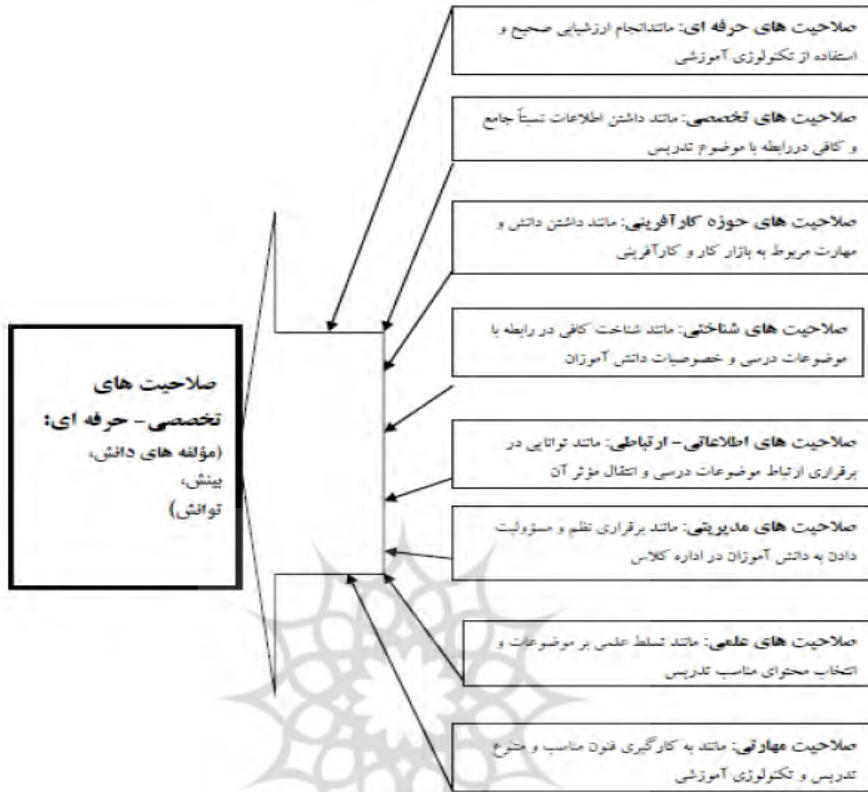 صلاحیت های حرفه ای: مانندانجام ارزشیابی صحیح و
استفاده از تکنولوژی آموزشی
صلاحیت های تخصصی: مانند داشتن اطلاعات نسبتاً جامع
و کافی دررابطه با موضوع تدریس
صلاحیت های حوزه کارآفرینی: مانند داشتن دانش و
مهارت مربوط به بازار کار و کارآفرینی
صلاحیت های شناختی: مانند شناخت کافی در رابطه با
موضوعات درسی و خصوصیات دانش آموزان
صلاحیت های اطلاعاتی- ارتباطی: مانند توانایی در
برقراری ارتباط موضوعات درسی و انتقال مؤثر آن
صلاحیت های مدیریتی: مانند برقراری نظم و مسؤولیت
دادن به دانش آموزان در اداره کلاس
صلاحیت های علمی: مانند تسلط علمی بر موضوعات و
انتخاب محتوای مناسب تدریس
صلاحیت مهارتی: مانند به کارگیری فنون مناسب و متنوع
تدریس و تکنولوژی آموزشی
صلاحیت های
تخصصی- حرفه ای:
(مؤلفه های دانش،
بینش،
توانش)